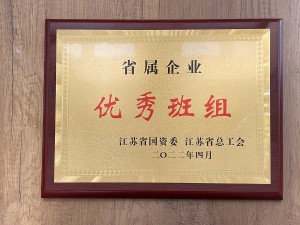 省属企业
优秀班组
江苏省国资委 江苏省总工会
二〇二二年四月